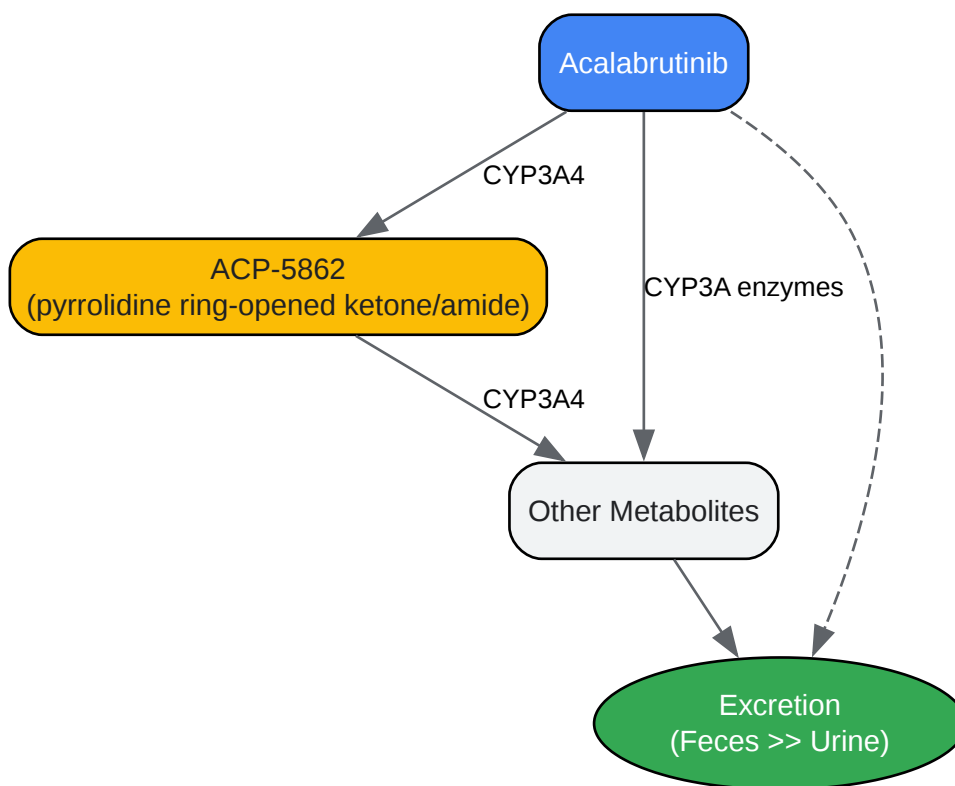 Acalabrutinib
CYP3A4
ACP-5862
(pyrrolidine ring-opened ketone/amide)
CYP3A enzymes
CYP3A4
Other Metabolites
Excretion
(Feces >> Urine)